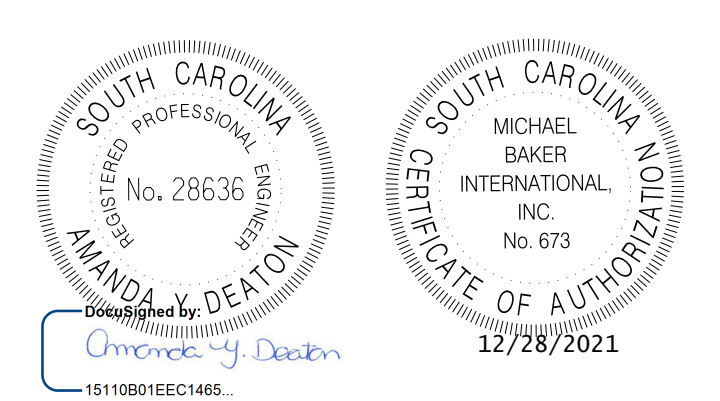 SOUTH CAROLINA
REGISTERED PROFESSIONAL ENGINEER
No. 28636
AMANDA Y DEATON
DocuSigned by:
Amanda Y. Deaton
15110B01EEC1465...
SOUTH CAROLINA
CERTIFICATE OF AUTHORIZATION
MICHAEL
BAKER
INTERNATIONAL,
INC.
No. 673
12/28/2021